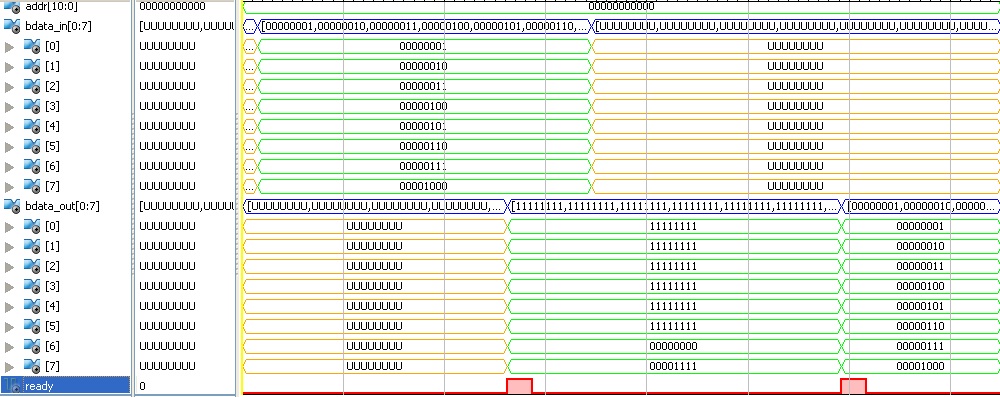 addr[10:0] 00000000000 00000000000
bdata_in[0:7] [UUUUUUUU,UUUUU ... [00000001,00000010,00000011,00000100,00000101,00000110,... [UUUUUUUU,UUUUUUUU,UUUUUUUU,UUUUUUUU,UUUUUUUU,UUUU...
[0] UUUUUUUU ... 00000001 UUUUUUUU
[1] UUUUUUUU ... 00000010 UUUUUUUU
[2] UUUUUUUU ... 00000011 UUUUUUUU
[3] UUUUUUUU ... 00000100 UUUUUUUU
[4] UUUUUUUU ... 00000101 UUUUUUUU
[5] UUUUUUUU ... 00000110 UUUUUUUU
[6] UUUUUUUU ... 00000111 UUUUUUUU
[7] UUUUUUUU ... 00001000 UUUUUUUU
bdata_out[0:7] [UUUUUUUU,UUUUU [UUUUUUUU,UUUUUUUU,UUUUUUUU,UUUUUUUU,... [11111111,11111111,11111111,11111111,11111111,11111111,... [00000001,00000010,00000...
[0] UUUUUUUU UUUUUUUU 11111111 00000001
[1] UUUUUUUU UUUUUUUU 11111111 00000010
[2] UUUUUUUU UUUUUUUU 11111111 00000011
[3] UUUUUUUU UUUUUUUU 11111111 00000100
[4] UUUUUUUU UUUUUUUU 11111111 00000101
[5] UUUUUUUU UUUUUUUU 11111111 00000110
[6] UUUUUUUU UUUUUUUU 00000000 00000111
[7] UUUUUUUU UUUUUUUU 00001111 00001000
ready 0